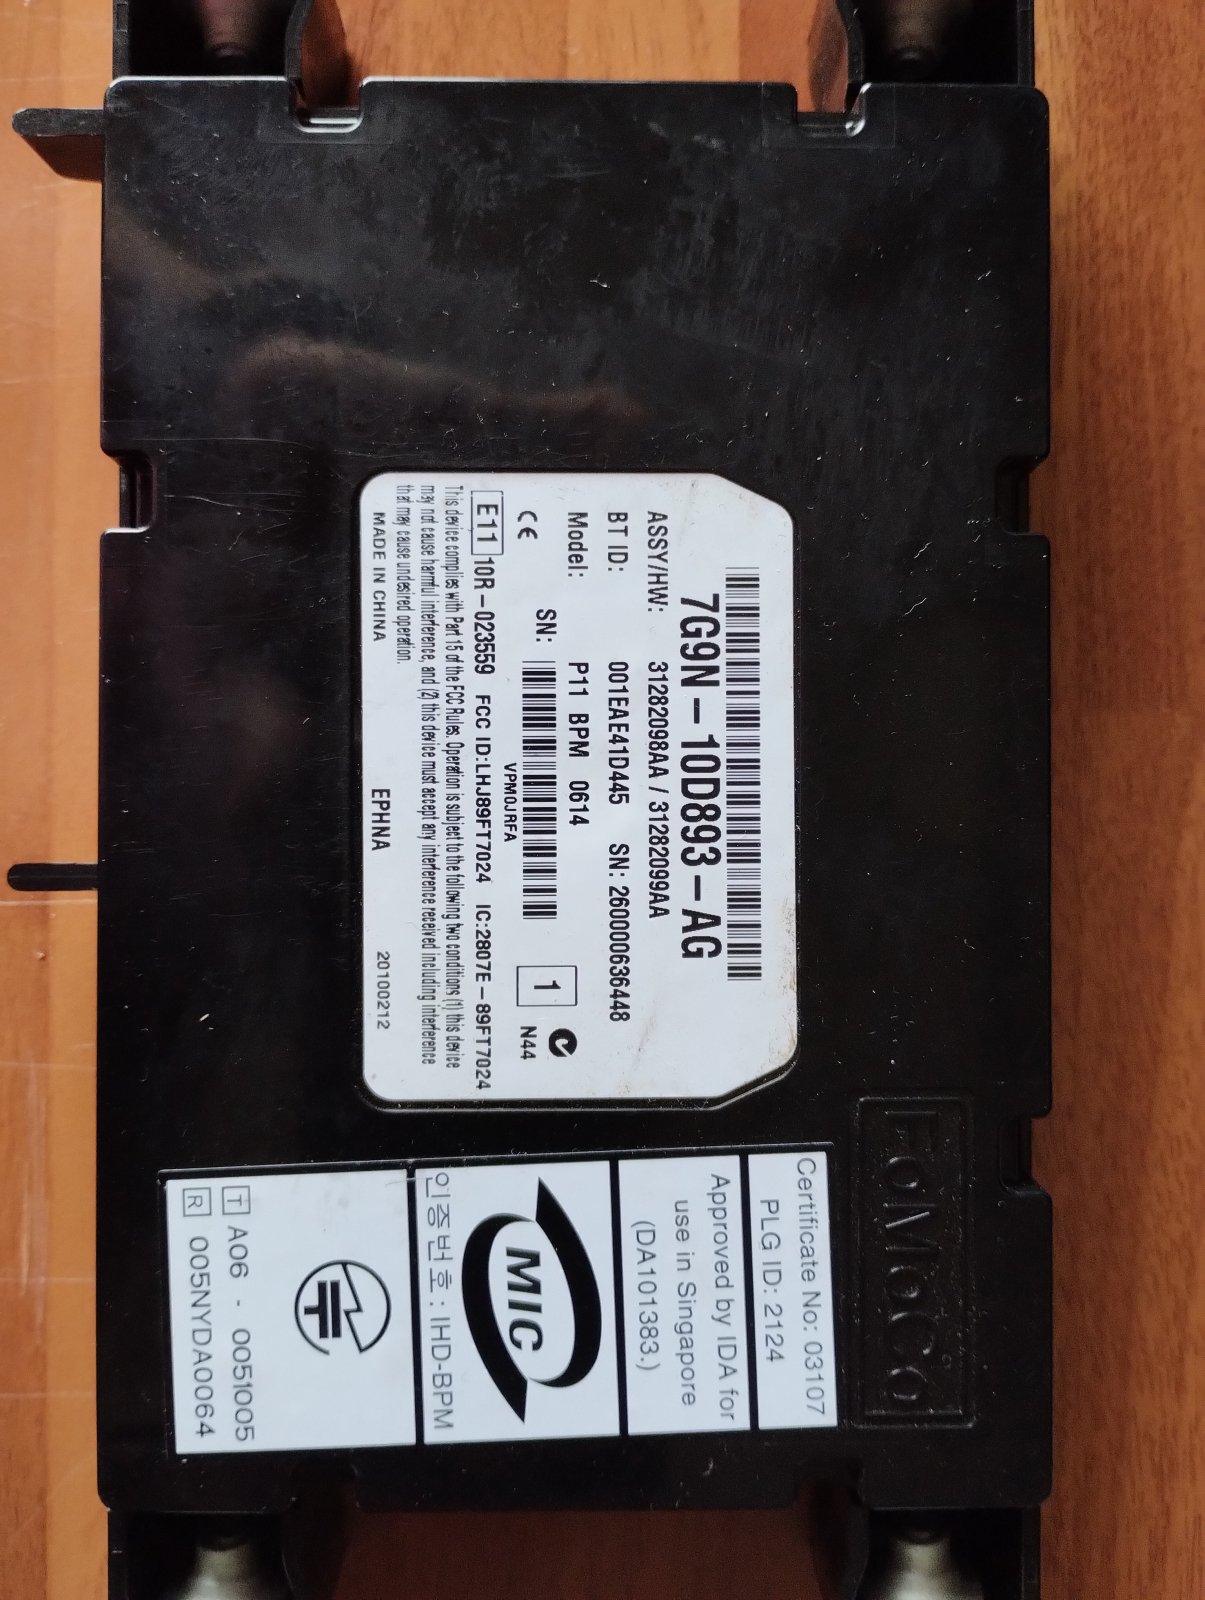 FoMoCo
7G9N-10D893-AG
ASSY/HW: 31282098AA / 31282099AA
BT ID: 001EAE41D445 SN: 2600000636448
Model: P11 BPM 0614
CE SN: 1 N44
VPM0JRFA
E11 10R-023559 FCC ID:LHJ89FT7024 IC:2807E-89FT7024
This device complies with Part 15 of the FCC Rules. Operation is subject to the following two conditions (1) this device
may not cause harmful interference, and (2) this device must accept any interference received including interference
that may cause undesired operation.
MADE IN CHINA EPHNA 20100212
Certificate No: 03107
PLG ID: 2124
Approved by IDA for
use in Singapore
(DA101383.)
MIC
인증번호 : IHD-BPM
T A06 - 0051005
R 005NYDA0064